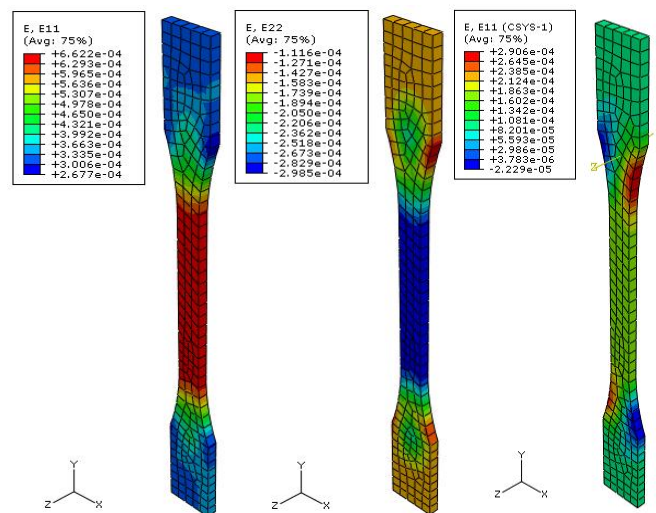 E, E11
(Avg: 75%)
+6.622e-04
+6.293e-04
+5.965e-04
+5.636e-04
+5.307e-04
+4.978e-04
+4.650e-04
+4.321e-04
+3.992e-04
+3.663e-04
+3.335e-04
+3.006e-04
+2.677e-04
E, E22
(Avg: 75%)
-1.116e-04
-1.271e-04
-1.427e-04
-1.583e-04
-1.739e-04
-1.894e-04
-2.050e-04
-2.206e-04
-2.362e-04
-2.518e-04
-2.673e-04
-2.829e-04
-2.985e-04
E, E11 (CSYS-1)
(Avg: 75%)
+2.906e-04
+2.645e-04
+2.385e-04
+2.124e-04
+1.863e-04
+1.602e-04
+1.342e-04
+1.081e-04
+8.201e-05
+5.593e-05
+2.986e-05
+3.783e-06
-2.229e-05
Z
Y
Z
X
Y
Z
X
Y
Z
X